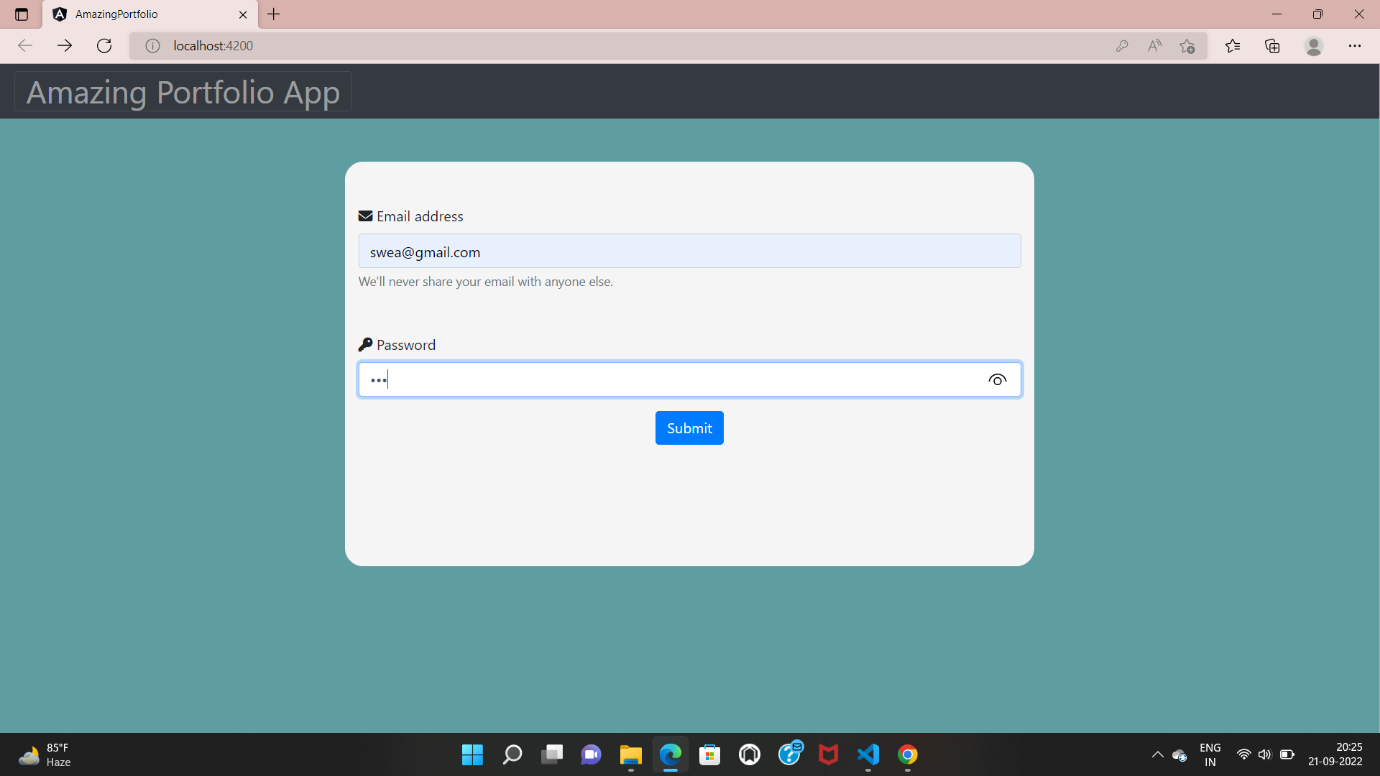 AmazingPortfolio
localhost:4200
Amazing Portfolio App
Email address
swea@gmail.com
We'll never share your email with anyone else.
Password
•••
Submit
85°F
Haze
ENG
IN
20:25
21-09-2022